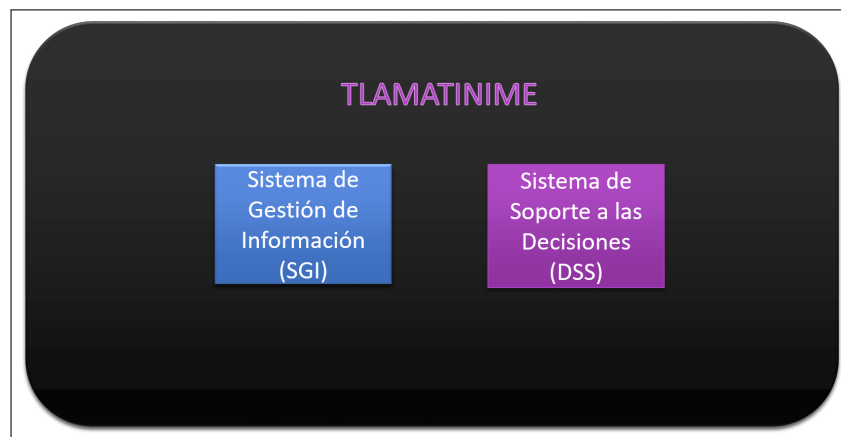 TLAMATINIME
Sistema de
Gestión de
Información
(SGI)
Sistema de
Soporte a las
Decisiones
(DSS)